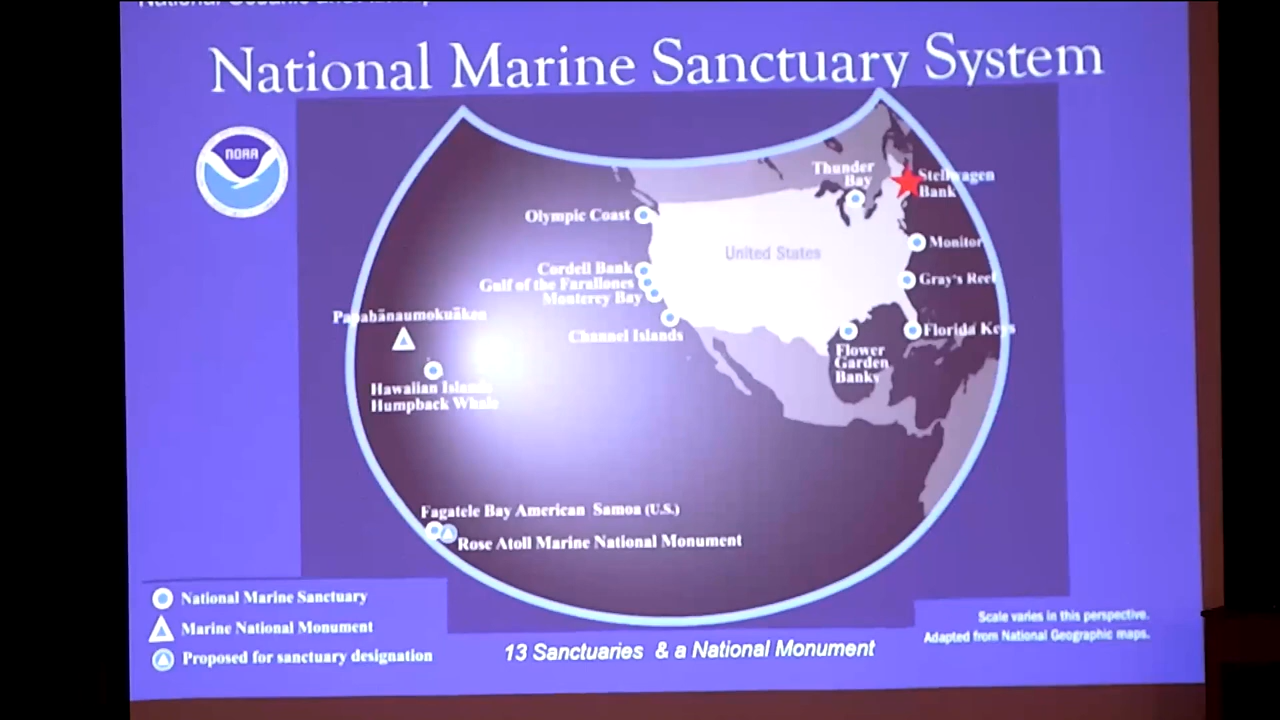 National Marine Sanctuary System
NOAA
Thunder
Bay
Stellwagen
Bank
Olympic Coast
United States
Monitor
Cordell Bank
Gulf of the Farallones
Monterey Bay
Gray's Reef
Channel Islands
Florida Keys
Papahānaumokuākea
Flower
Garden
Banks
Hawaiian Islands
Humpback Whale
Fagatele Bay American Samoa (U.S.)
Rose Atoll Marine National Monument
National Marine Sanctuary
Marine National Monument
Proposed for sanctuary designation
13 Sanctuaries & a National Monument
Scale varies in this perspective.
Adapted from National Geographic maps.